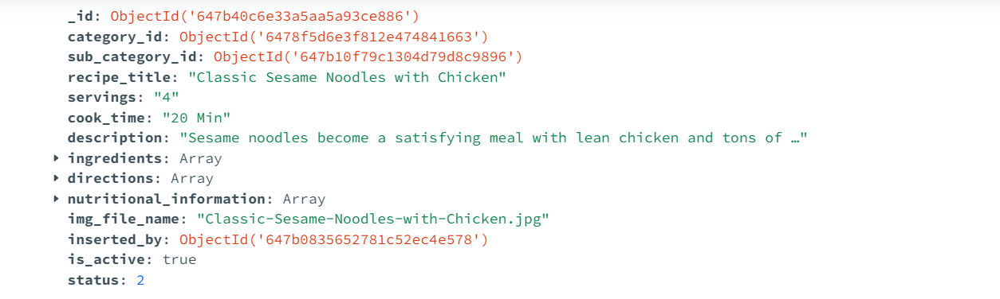 _id: ObjectId('647b40c6e33a5aa5a93ce886')
category_id: ObjectId('6478f5d6e3f812e474841663')
sub_category_id: ObjectId('647b10f79c1304d79d8c9896')
recipe_title: "Classic Sesame Noodles with Chicken"
servings: "4"
cook_time: "20 Min"
description: "Sesame noodles become a satisfying meal with lean chicken and tons of …"
ingredients: Array
directions: Array
nutritional_information: Array
img_file_name: "Classic-Sesame-Noodles-with-Chicken.jpg"
inserted_by: ObjectId('647b0835652781c52ec4e578')
is_active: true
status: 2